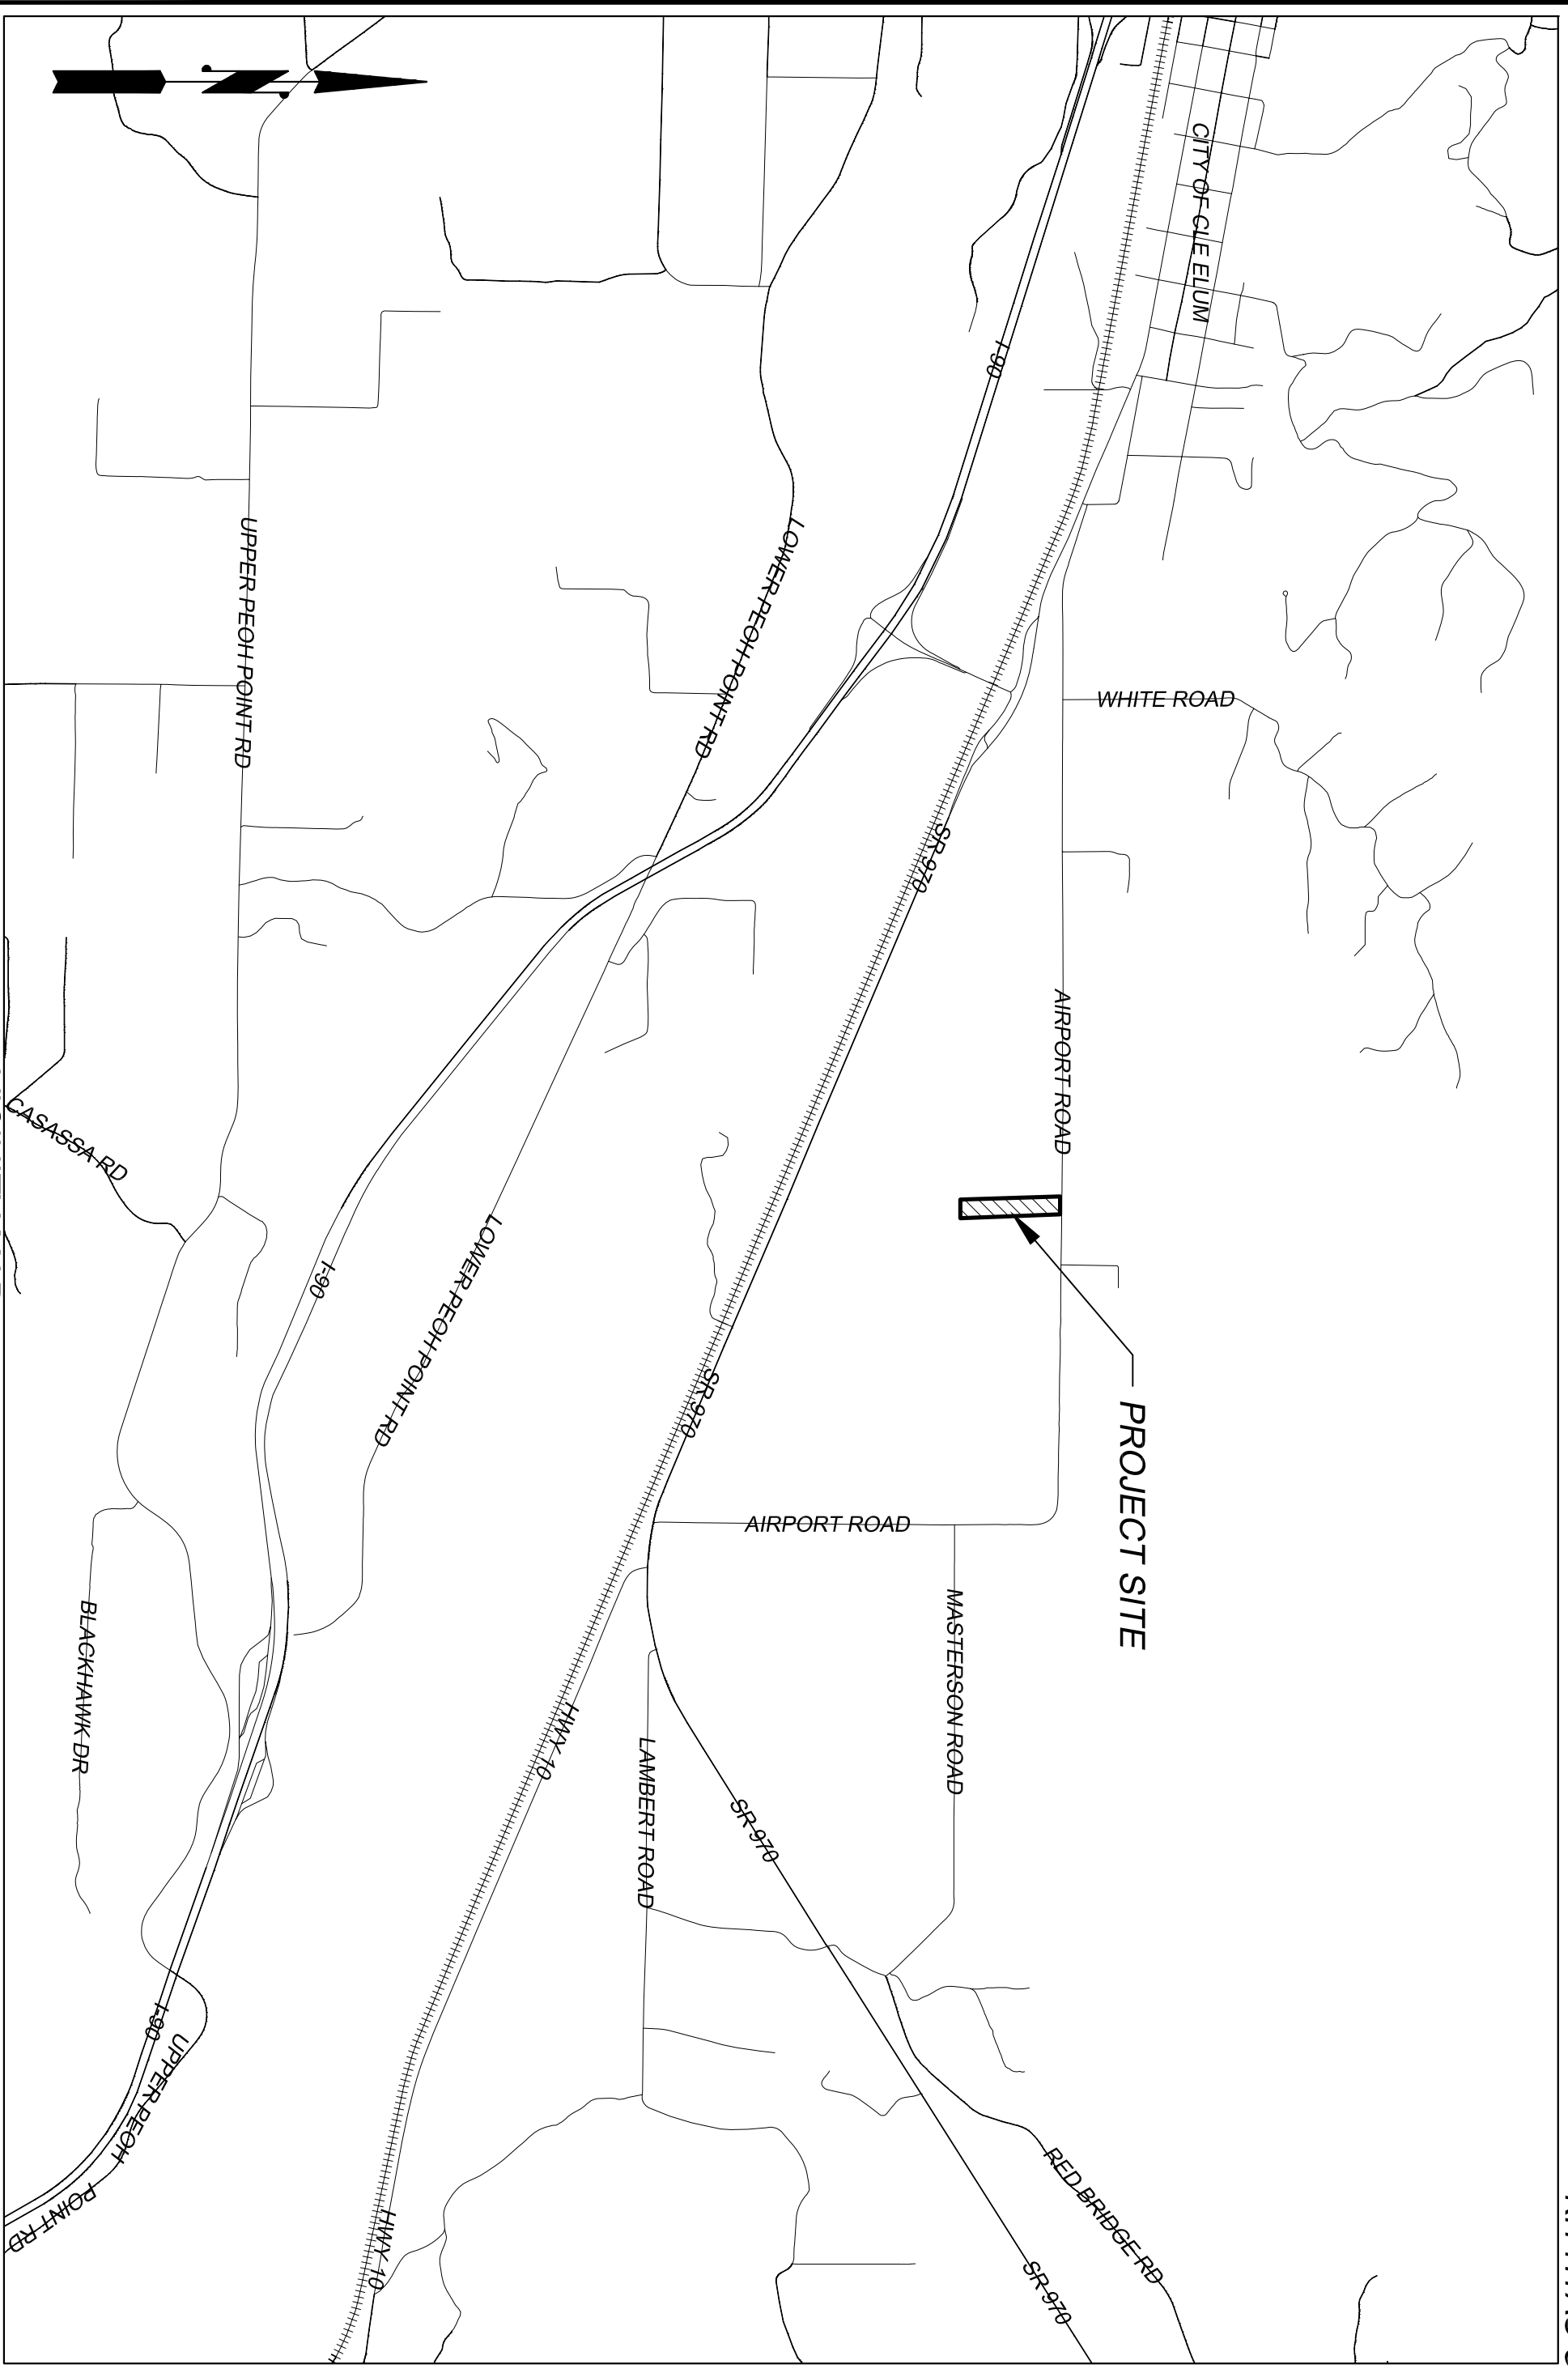 CITY OF CLE ELUM
I-90
UPPER PEOH POINT RD
LOWER PEOH POINT RD
WHITE ROAD
SR 970
AIRPORT ROAD
CASASSA RD
I-90
LOWER PEOH POINT RD
SR 970
PROJECT SITE
AIRPORT ROAD
MASTERSON ROAD
BLACKHAWK DR
HWY 10
LAMBERT ROAD
SR 970
I-90
UPPER PEOH
POINT RD
HWY 10
RED BRIDGE RD
SR 970